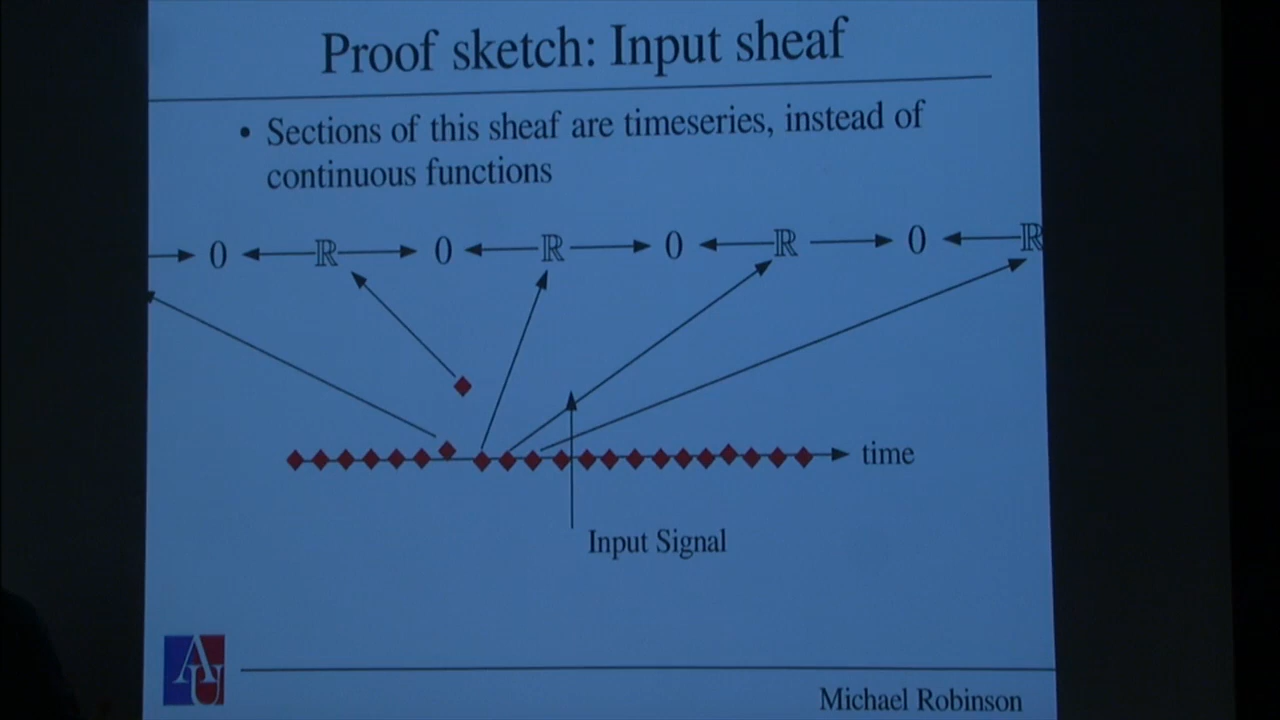 Proof sketch: Input sheaf
• Sections of this sheaf are timeseries, instead of
continuous functions
0 ℝ 0 ℝ 0 ℝ 0 ℝ
time
Input Signal
AU
Michael Robinson